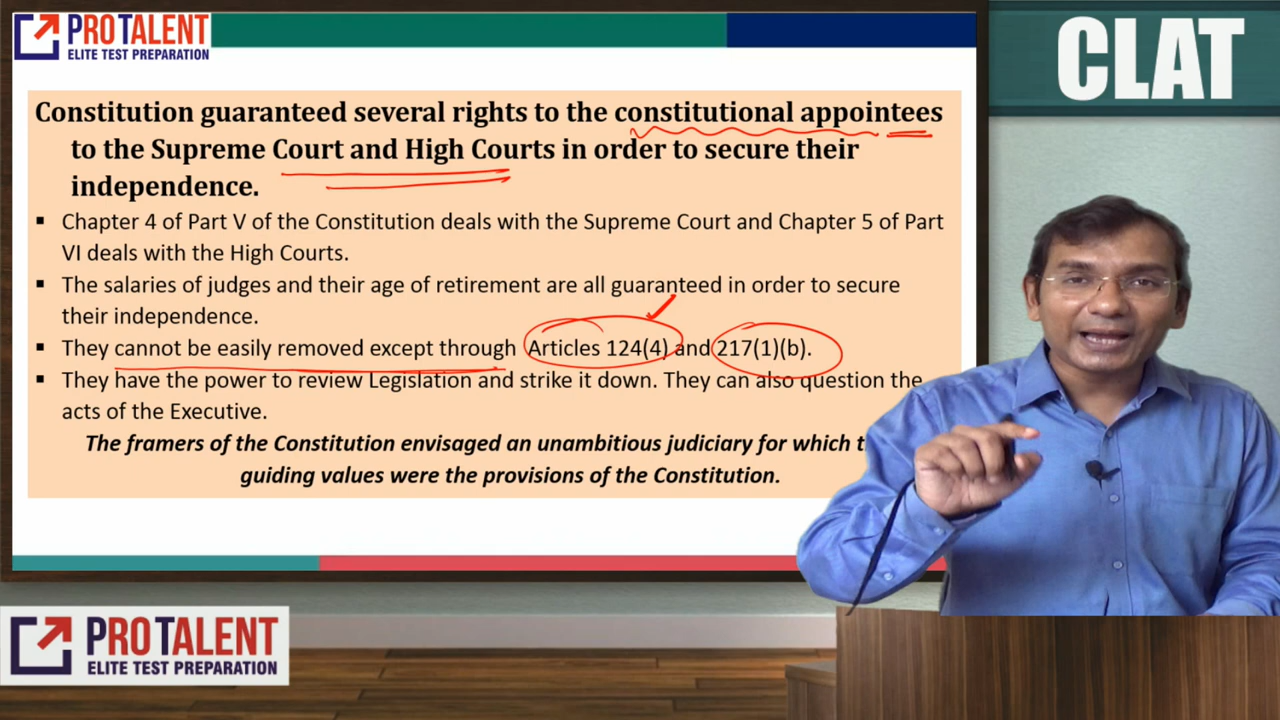 PROTALENT
ELITE TEST PREPARATION
CLAT
Constitution guaranteed several rights to the constitutional appointees
to the Supreme Court and High Courts in order to secure their
independence.
▪ Chapter 4 of Part V of the Constitution deals with the Supreme Court and Chapter 5 of Part
VI deals with the High Courts.
▪ The salaries of judges and their age of retirement are all guaranteed in order to secure
their independence.
▪ They cannot be easily removed except through Articles 124(4) and 217(1)(b).
▪ They have the power to review Legislation and strike it down. They can also question the
acts of the Executive.
The framers of the Constitution envisaged an unambitious judiciary for which
guiding values were the provisions of the Constitution.
PROTALENT
ELITE TEST PREPARATION